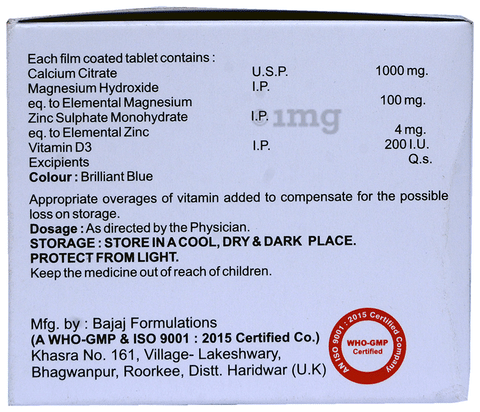 Each film coated tablet contains :
Calcium Citrate U.S.P. 1000 mg.
Magnesium Hydroxide I.P.
eq. to Elemental Magnesium 100 mg.
Zinc Sulphate Monohydrate I.P.
eq. to Elemental Zinc 4 mg.
Vitamin D3 I.P. 200 I.U.
Excipients Q.s.
Colour : Brilliant Blue
1mg
Appropriate overages of vitamin added to compensate for the possible
loss on storage.
Dosage : As directed by the Physician.
STORAGE : STORE IN A COOL, DRY & DARK PLACE.
PROTECT FROM LIGHT.
Keep the medicine out of reach of children.
Mfg. by : Bajaj Formulations
(A WHO-GMP & ISO 9001 : 2015 Certified Co.)
Khasra No. 161, Village- Lakeshwary,
Bhagwanpur, Roorkee, Distt. Haridwar (U.K)
AN ISO 9001 : 2015 Certified Company
WHO-GMP
Certified